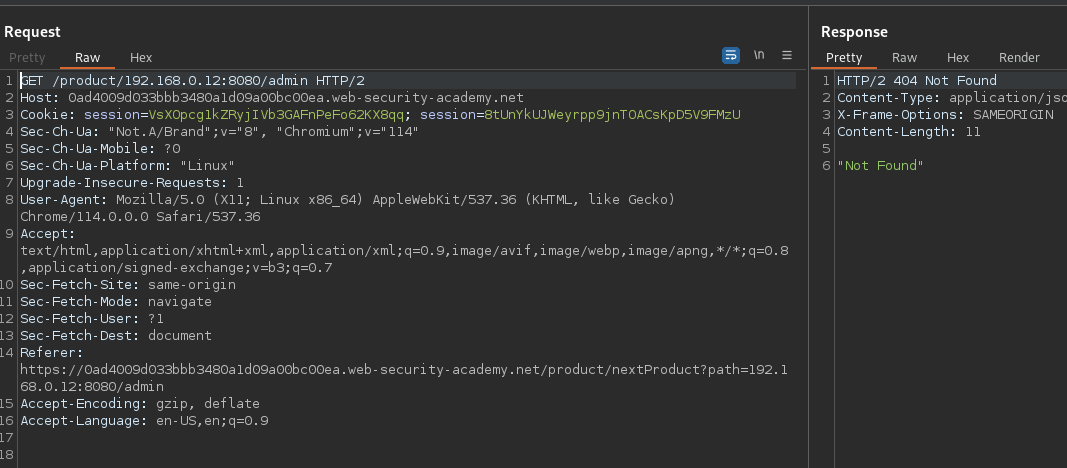 Request
Pretty Raw Hex \n
1 GET /product/192.168.0.12:8080/admin HTTP/2
2 Host: 0ad4009d033bbb3480a1d09a00bc00ea.web-security-academy.net
3 Cookie: session=VsXOpcg1kZRyjIVb3GAFnPeFo62KX8qq; session=8tUnYkUJWeyrpp9jnTOACsKpD5V9FMzU
4 Sec-Ch-Ua: "Not.A/Brand";v="8", "Chromium";v="114"
5 Sec-Ch-Ua-Mobile: ?0
6 Sec-Ch-Ua-Platform: "Linux"
7 Upgrade-Insecure-Requests: 1
8 User-Agent: Mozilla/5.0 (X11; Linux x86_64) AppleWebKit/537.36 (KHTML, like Gecko)
Chrome/114.0.0.0 Safari/537.36
9 Accept:
text/html,application/xhtml+xml,application/xml;q=0.9,image/avif,image/webp,image/apng,*/*;q=0.8
,application/signed-exchange;v=b3;q=0.7
10 Sec-Fetch-Site: same-origin
11 Sec-Fetch-Mode: navigate
12 Sec-Fetch-User: ?1
13 Sec-Fetch-Dest: document
14 Referer:
https://0ad4009d033bbb3480a1d09a00bc00ea.web-security-academy.net/product/nextProduct?path=192.1
68.0.12:8080/admin
15 Accept-Encoding: gzip, deflate
16 Accept-Language: en-US,en;q=0.9
17
18
Response
Pretty Raw Hex Render
1 HTTP/2 404 Not Found
2 Content-Type: application/jso
3 X-Frame-Options: SAMEORIGIN
4 Content-Length: 11
5
6 "Not Found"